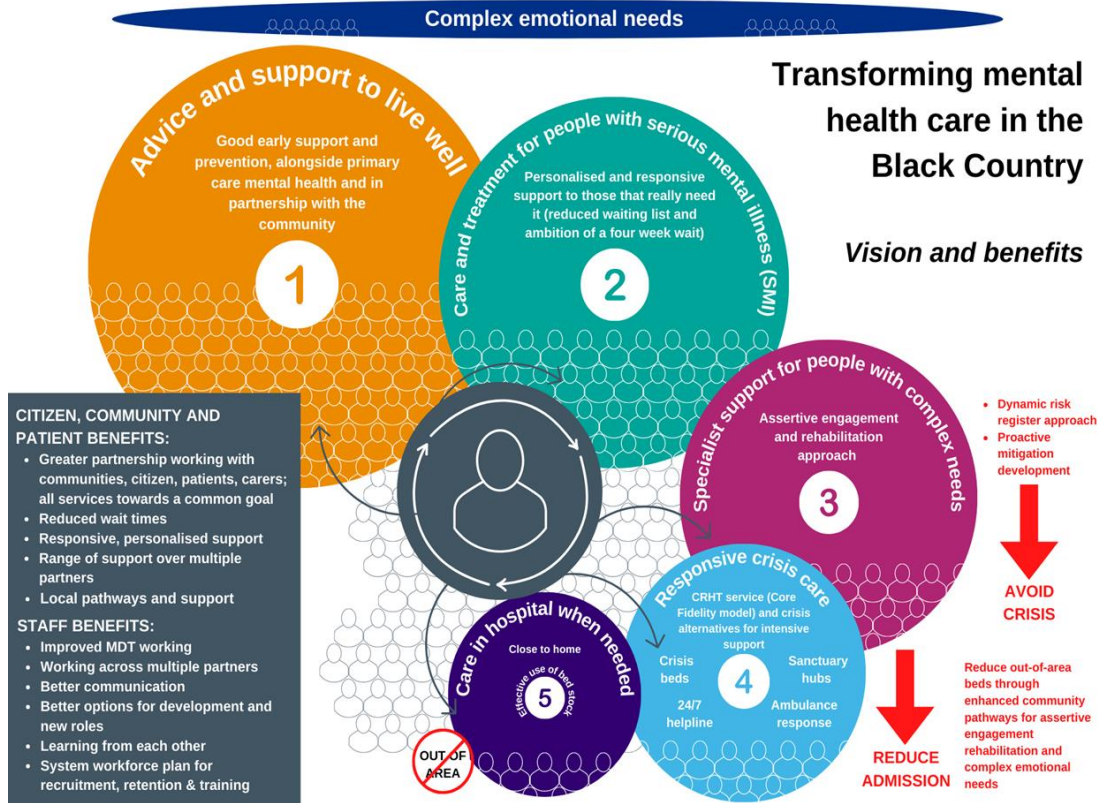 Complex emotional needs
Transforming mental
health care in the
Black Country
Vision and benefits
Advice and support to live well
Good early support and
prevention, alongside primary
care mental health and in
partnership with the
community
1
Care and treatment for people with serious mental illness (SMI)
Personalised and responsive
support to those that really need
it (reduced waiting list and
ambition of a four week wait)
2
Specialist support for people with complex needs
Assertive engagement
and rehabilitation
approach
3
Responsive crisis care
CRHT service (Core
Fidelity model) and crisis
alternatives for intensive
support
Crisis
beds
Sanctuary
hubs
4
24/7
helpline
Ambulance
response
Care in hospital when needed
Close to home
Effective use of bed stock
5
OUT OF
AREA
CITIZEN, COMMUNITY AND
PATIENT BENEFITS:
• Greater partnership working with
communities, citizen, patients, carers;
all services towards a common goal
• Reduced wait times
• Responsive, personalised support
• Range of support over multiple
partners
• Local pathways and support
STAFF BENEFITS:
• Improved MDT working
• Working across multiple partners
• Better communication
• Better options for development and
new roles
• Learning from each other
• System workforce plan for
recruitment, retention & training
• Dynamic risk
register approach
• Proactive
mitigation
development
AVOID
CRISIS
Reduce out-of-area
beds through
enhanced community
pathways for assertive
engagement
rehabilitation and
complex emotional
needs
REDUCE
ADMISSION